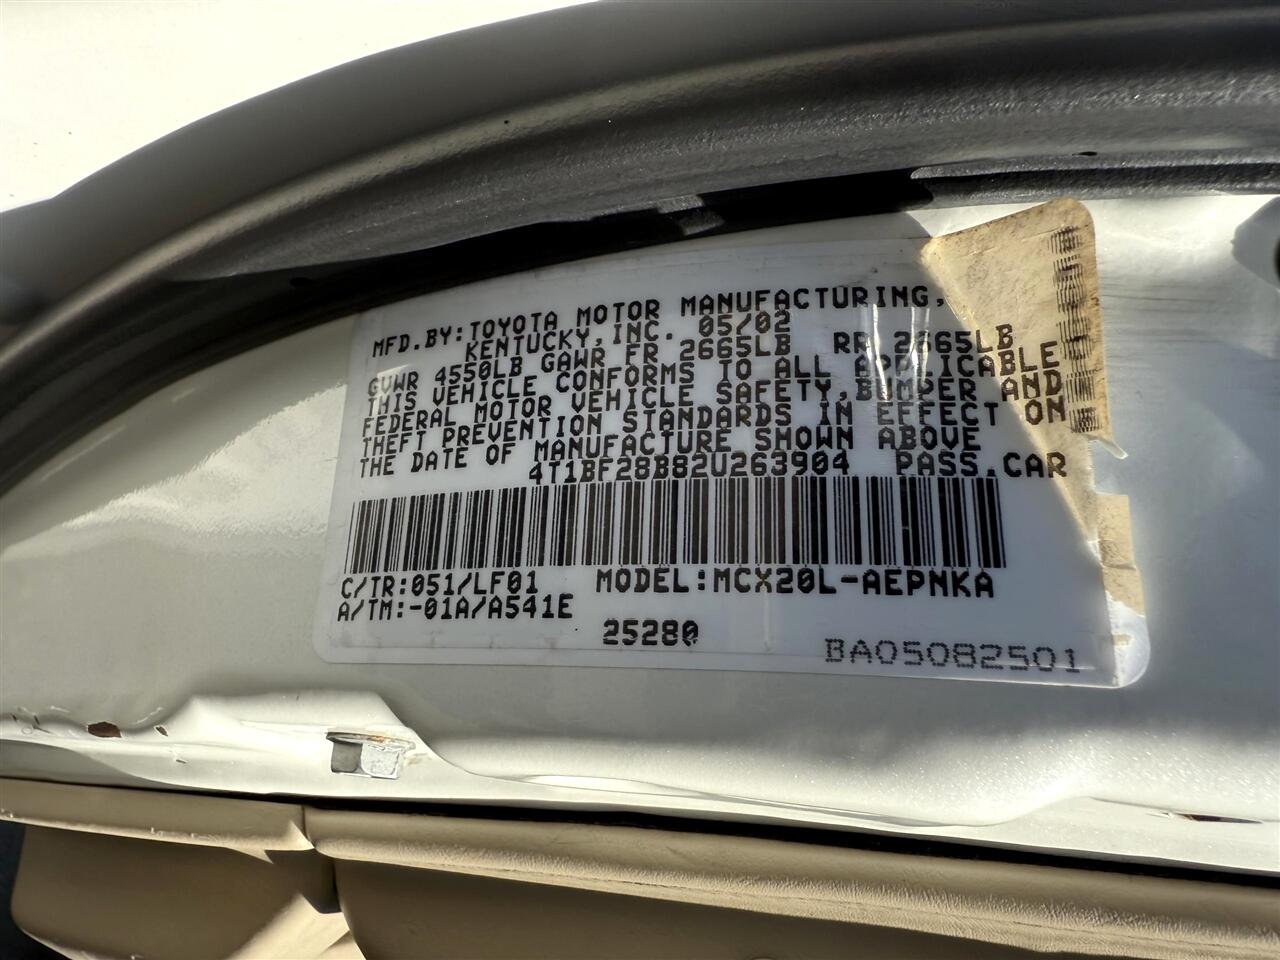 MFD.BY:TOYOTA MOTOR MANUFACTURING,
KENTUCKY,INC. 05/02
GVWR 4550LB GAWR FR 2665LB RR 2665LB
THIS VEHICLE CONFORMS TO ALL APPLICABLE
FEDERAL MOTOR VEHICLE SAFETY,BUMPER AND
THEFT PREVENTION STANDARDS IN EFFECT ON
THE DATE OF MANUFACTURE SHOWN ABOVE
4T1BF28B82U263904 PASS.CAR
C/TR:051/LF01 MODEL:MCX20L-AEPNKA
A/TM:-01A/A541E
25280
BA05082501